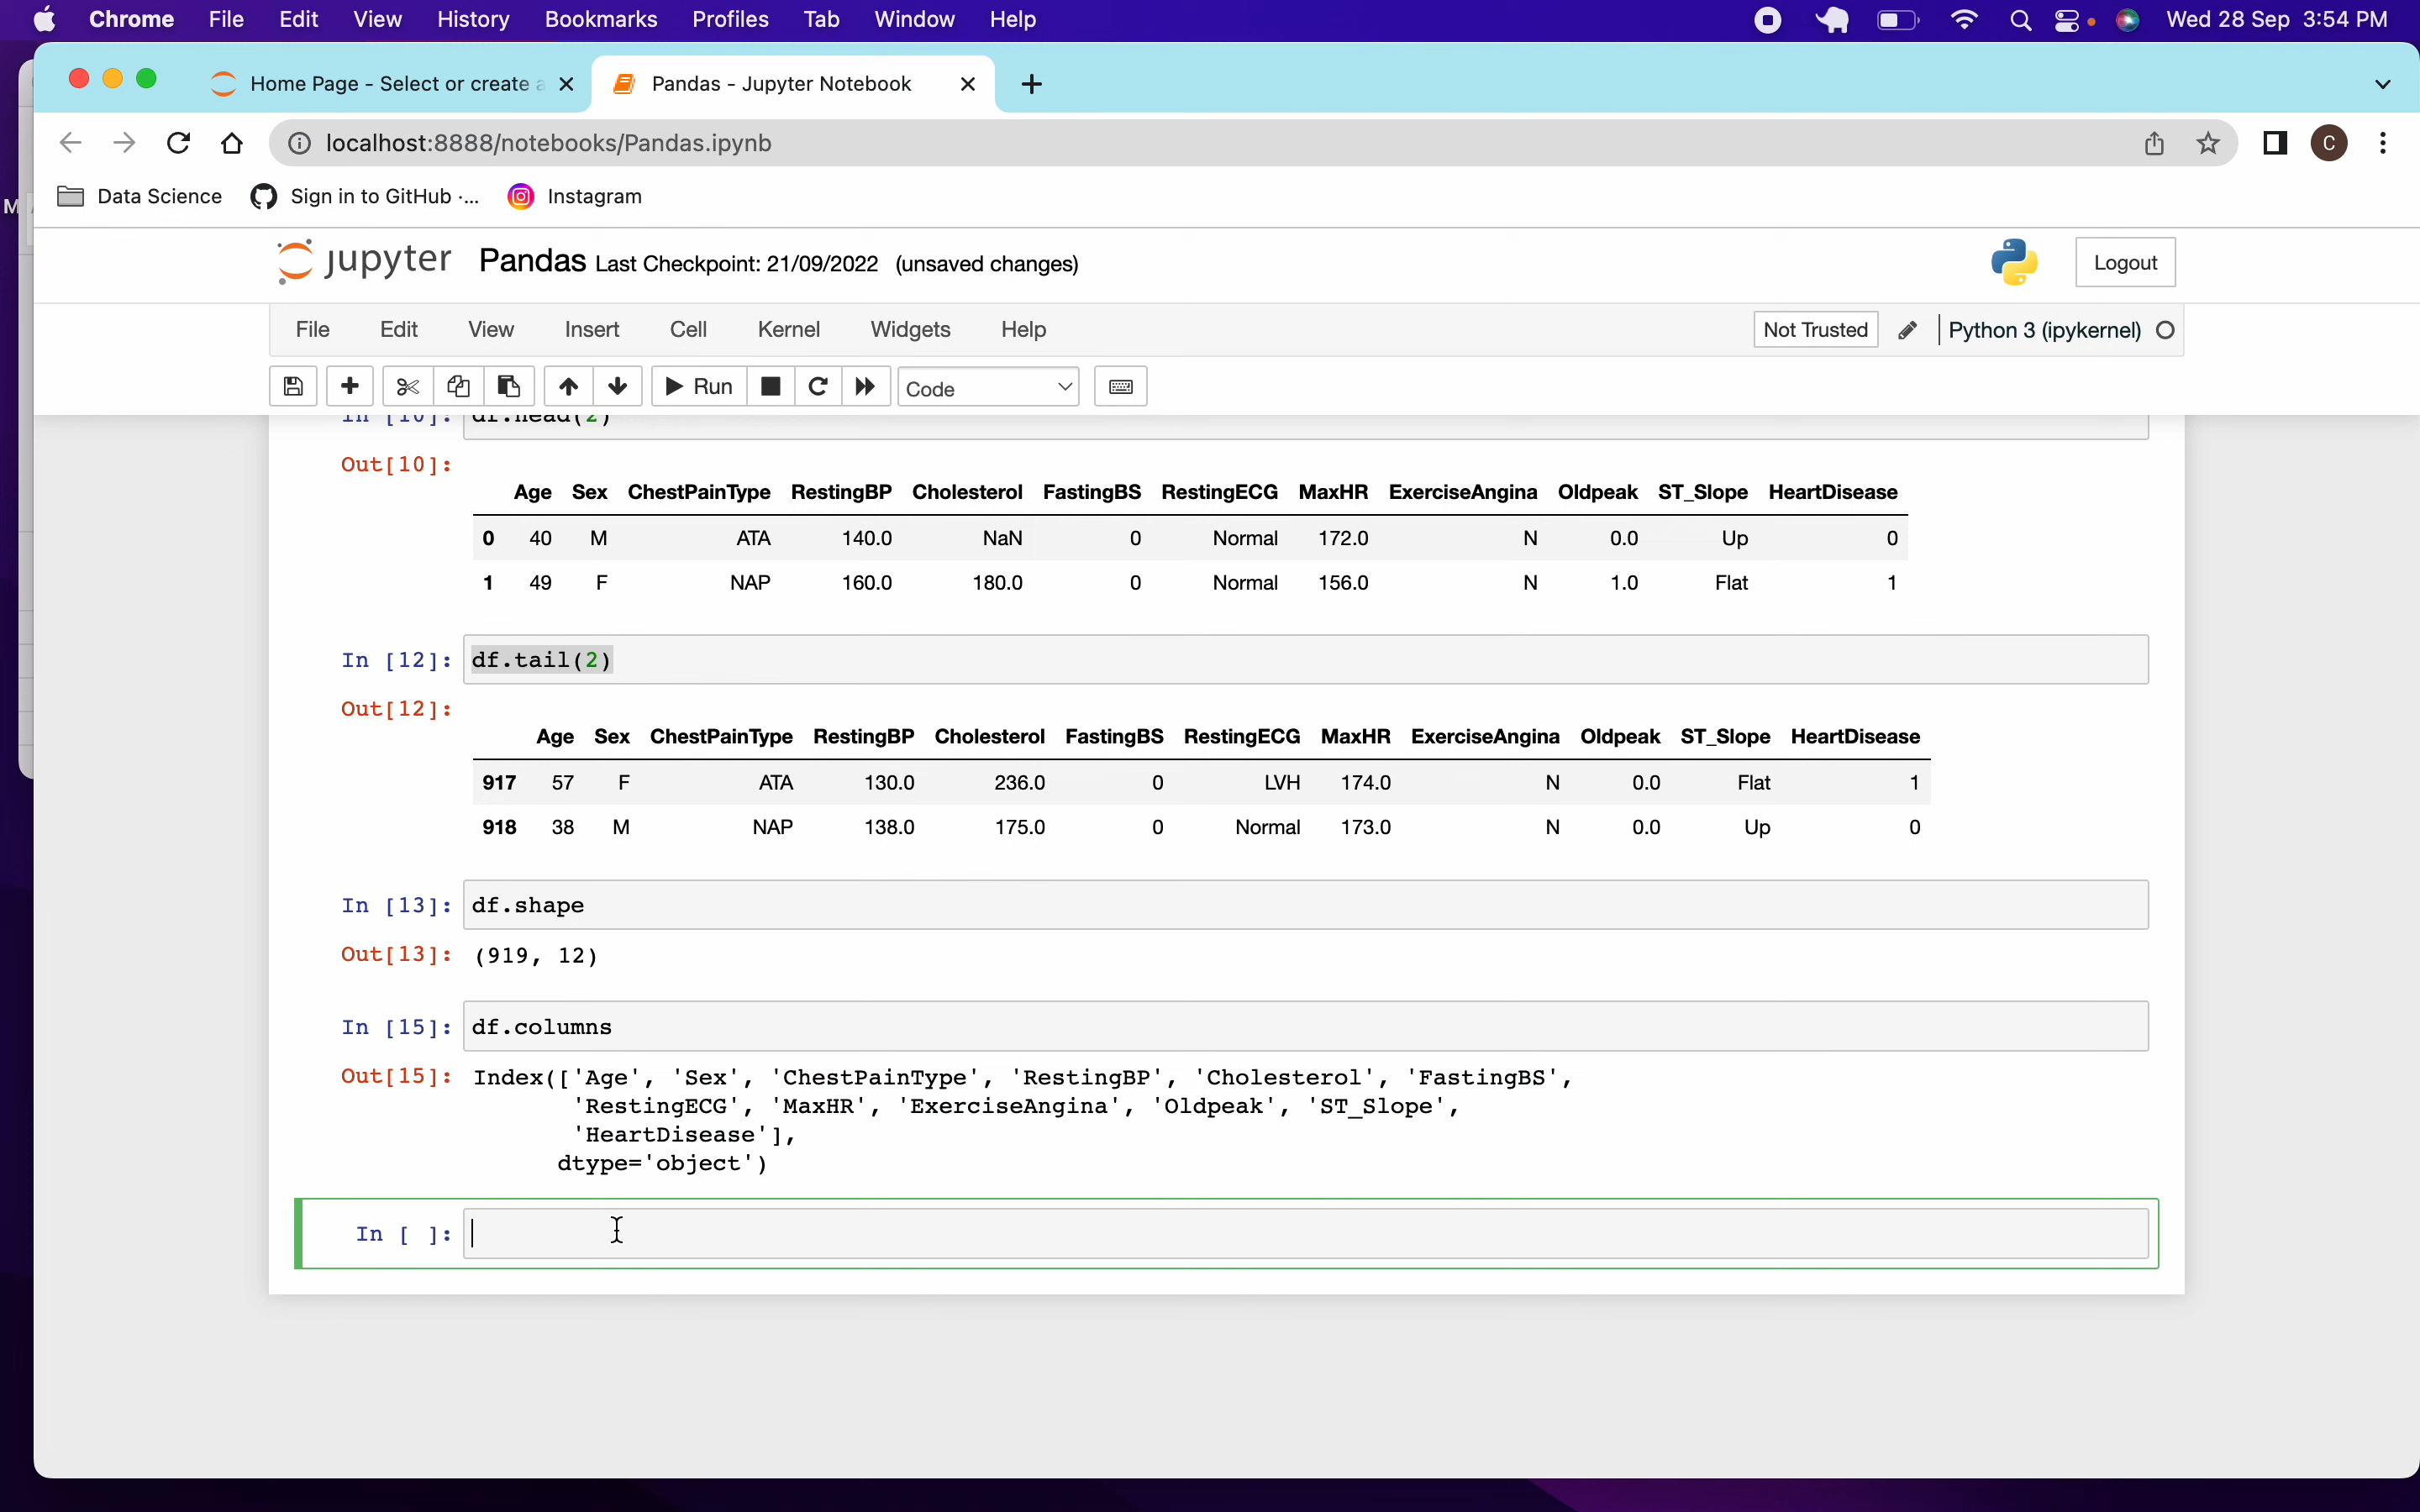 Chrome File Edit View History Bookmarks Profiles Tab Window Help Wed 28 Sep 3:54 PM
Home Page - Select or create a Pandas - Jupyter Notebook
localhost:8888/notebooks/Pandas.ipynb C
Data Science Sign in to GitHub ·... Instagram
jupyter Pandas Last Checkpoint: 21/09/2022 (unsaved changes) Logout
File Edit View Insert Cell Kernel Widgets Help Not Trusted Python 3 (ipykernel)
Run Code
In [10]: df.head(2)
Out[10]:
Age Sex ChestPainType RestingBP Cholesterol FastingBS RestingECG MaxHR ExerciseAngina Oldpeak ST_Slope HeartDisease
0 40 M ATA 140.0 NaN 0 Normal 172.0 N 0.0 Up 0
1 49 F NAP 160.0 180.0 0 Normal 156.0 N 1.0 Flat 1
In [12]: df.tail(2)
Out[12]:
Age Sex ChestPainType RestingBP Cholesterol FastingBS RestingECG MaxHR ExerciseAngina Oldpeak ST_Slope HeartDisease
917 57 F ATA 130.0 236.0 0 LVH 174.0 N 0.0 Flat 1
918 38 M NAP 138.0 175.0 0 Normal 173.0 N 0.0 Up 0
In [13]: df.shape
Out[13]: (919, 12)
In [15]: df.columns
Out[15]: Index(['Age', 'Sex', 'ChestPainType', 'RestingBP', 'Cholesterol', 'FastingBS',
'RestingECG', 'MaxHR', 'ExerciseAngina', 'Oldpeak', 'ST_Slope',
'HeartDisease'],
dtype='object')
In [ ]: